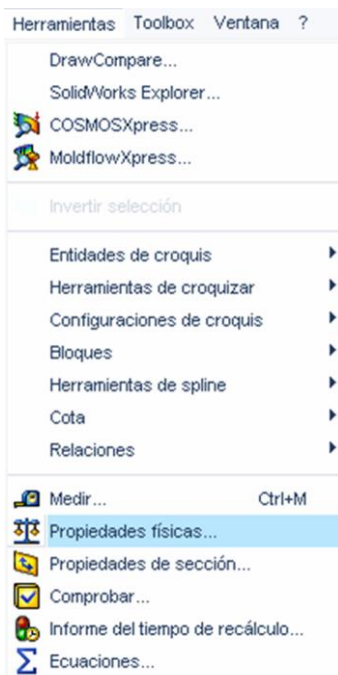 Herramientas Toolbox Ventana ?
DrawCompare...
SolidWorks Explorer...
COSMOSXpress...
MoldflowXpress...
Invertir selección
Entidades de croquis
Herramientas de croquizar
Configuraciones de croquis
Bloques
Herramientas de spline
Cota
Relaciones
Medir... Ctrl+M
Propiedades físicas...
Propiedades de sección...
Comprobar...
Informe del tiempo de recálculo...
Ecuaciones...